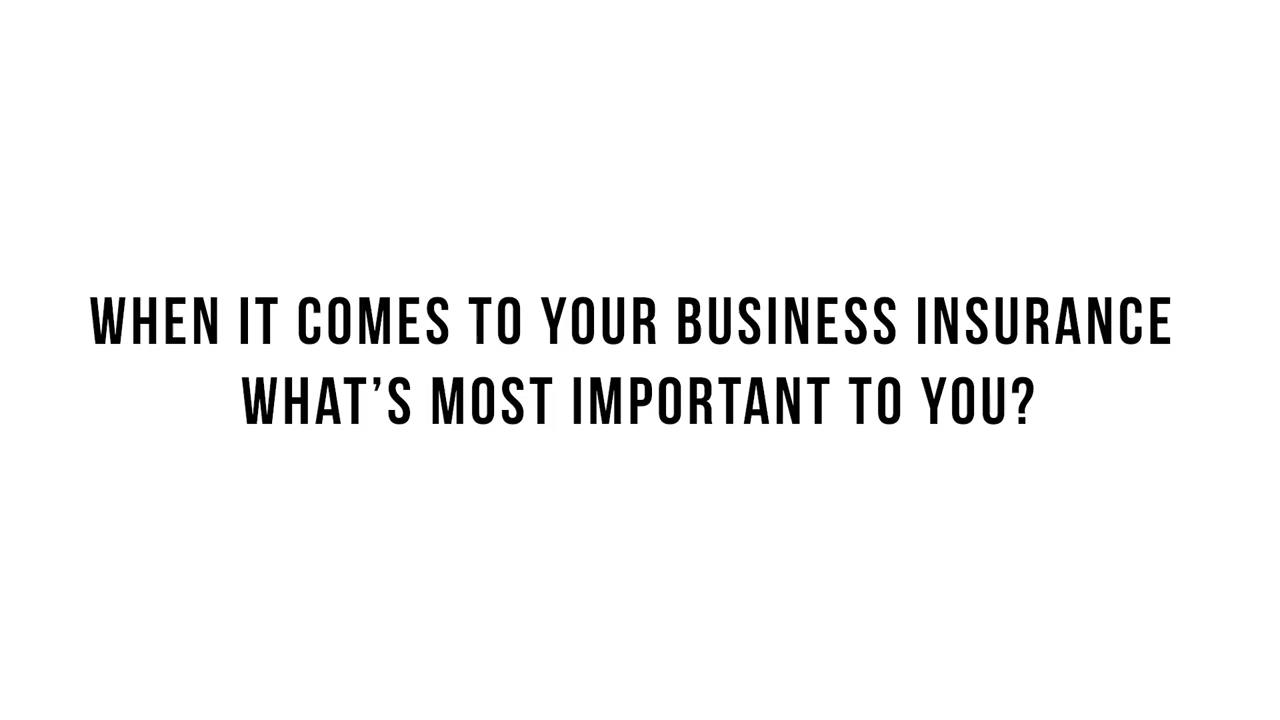 WHEN IT COMES TO YOUR BUSINESS INSURANCE
WHAT’S MOST IMPORTANT TO YOU?